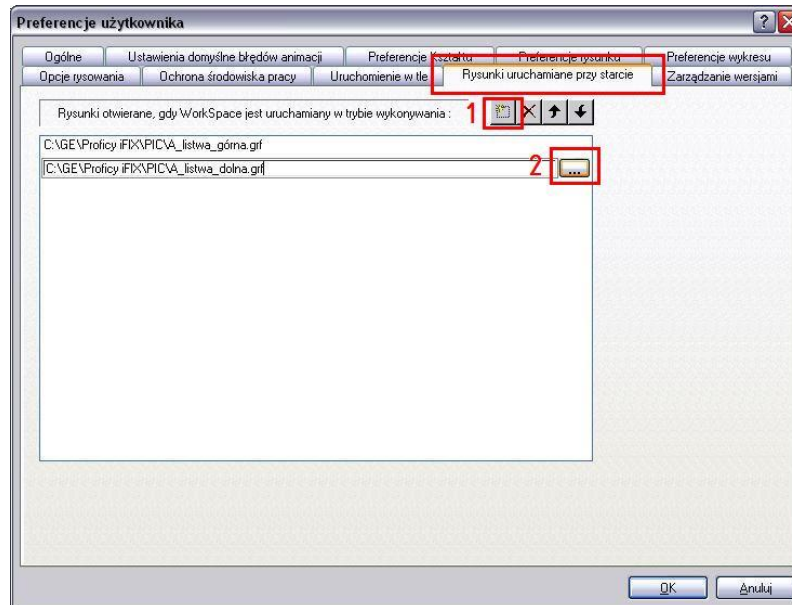 Preferencje użytkownika
Ogólne Ustawienia domyślne błędów animacji Preferencje Kształtu Preferencje rysunku Preferencje wykresu
Opcje rysowania Ochrona środowiska pracy Uruchomienie w tle Rysunki uruchamiane przy starcie Zarządzanie wersjami
Rysunki otwierane, gdy WorkSpace jest uruchamiany w trybie wykonywania : 1
C:\GE\Proficy iFIX\PIC\A_listwa_górna.grf
C:\GE\Proficy iFIX\PIC\A_listwa_dolna.grf 2 ...
OK Anuluj